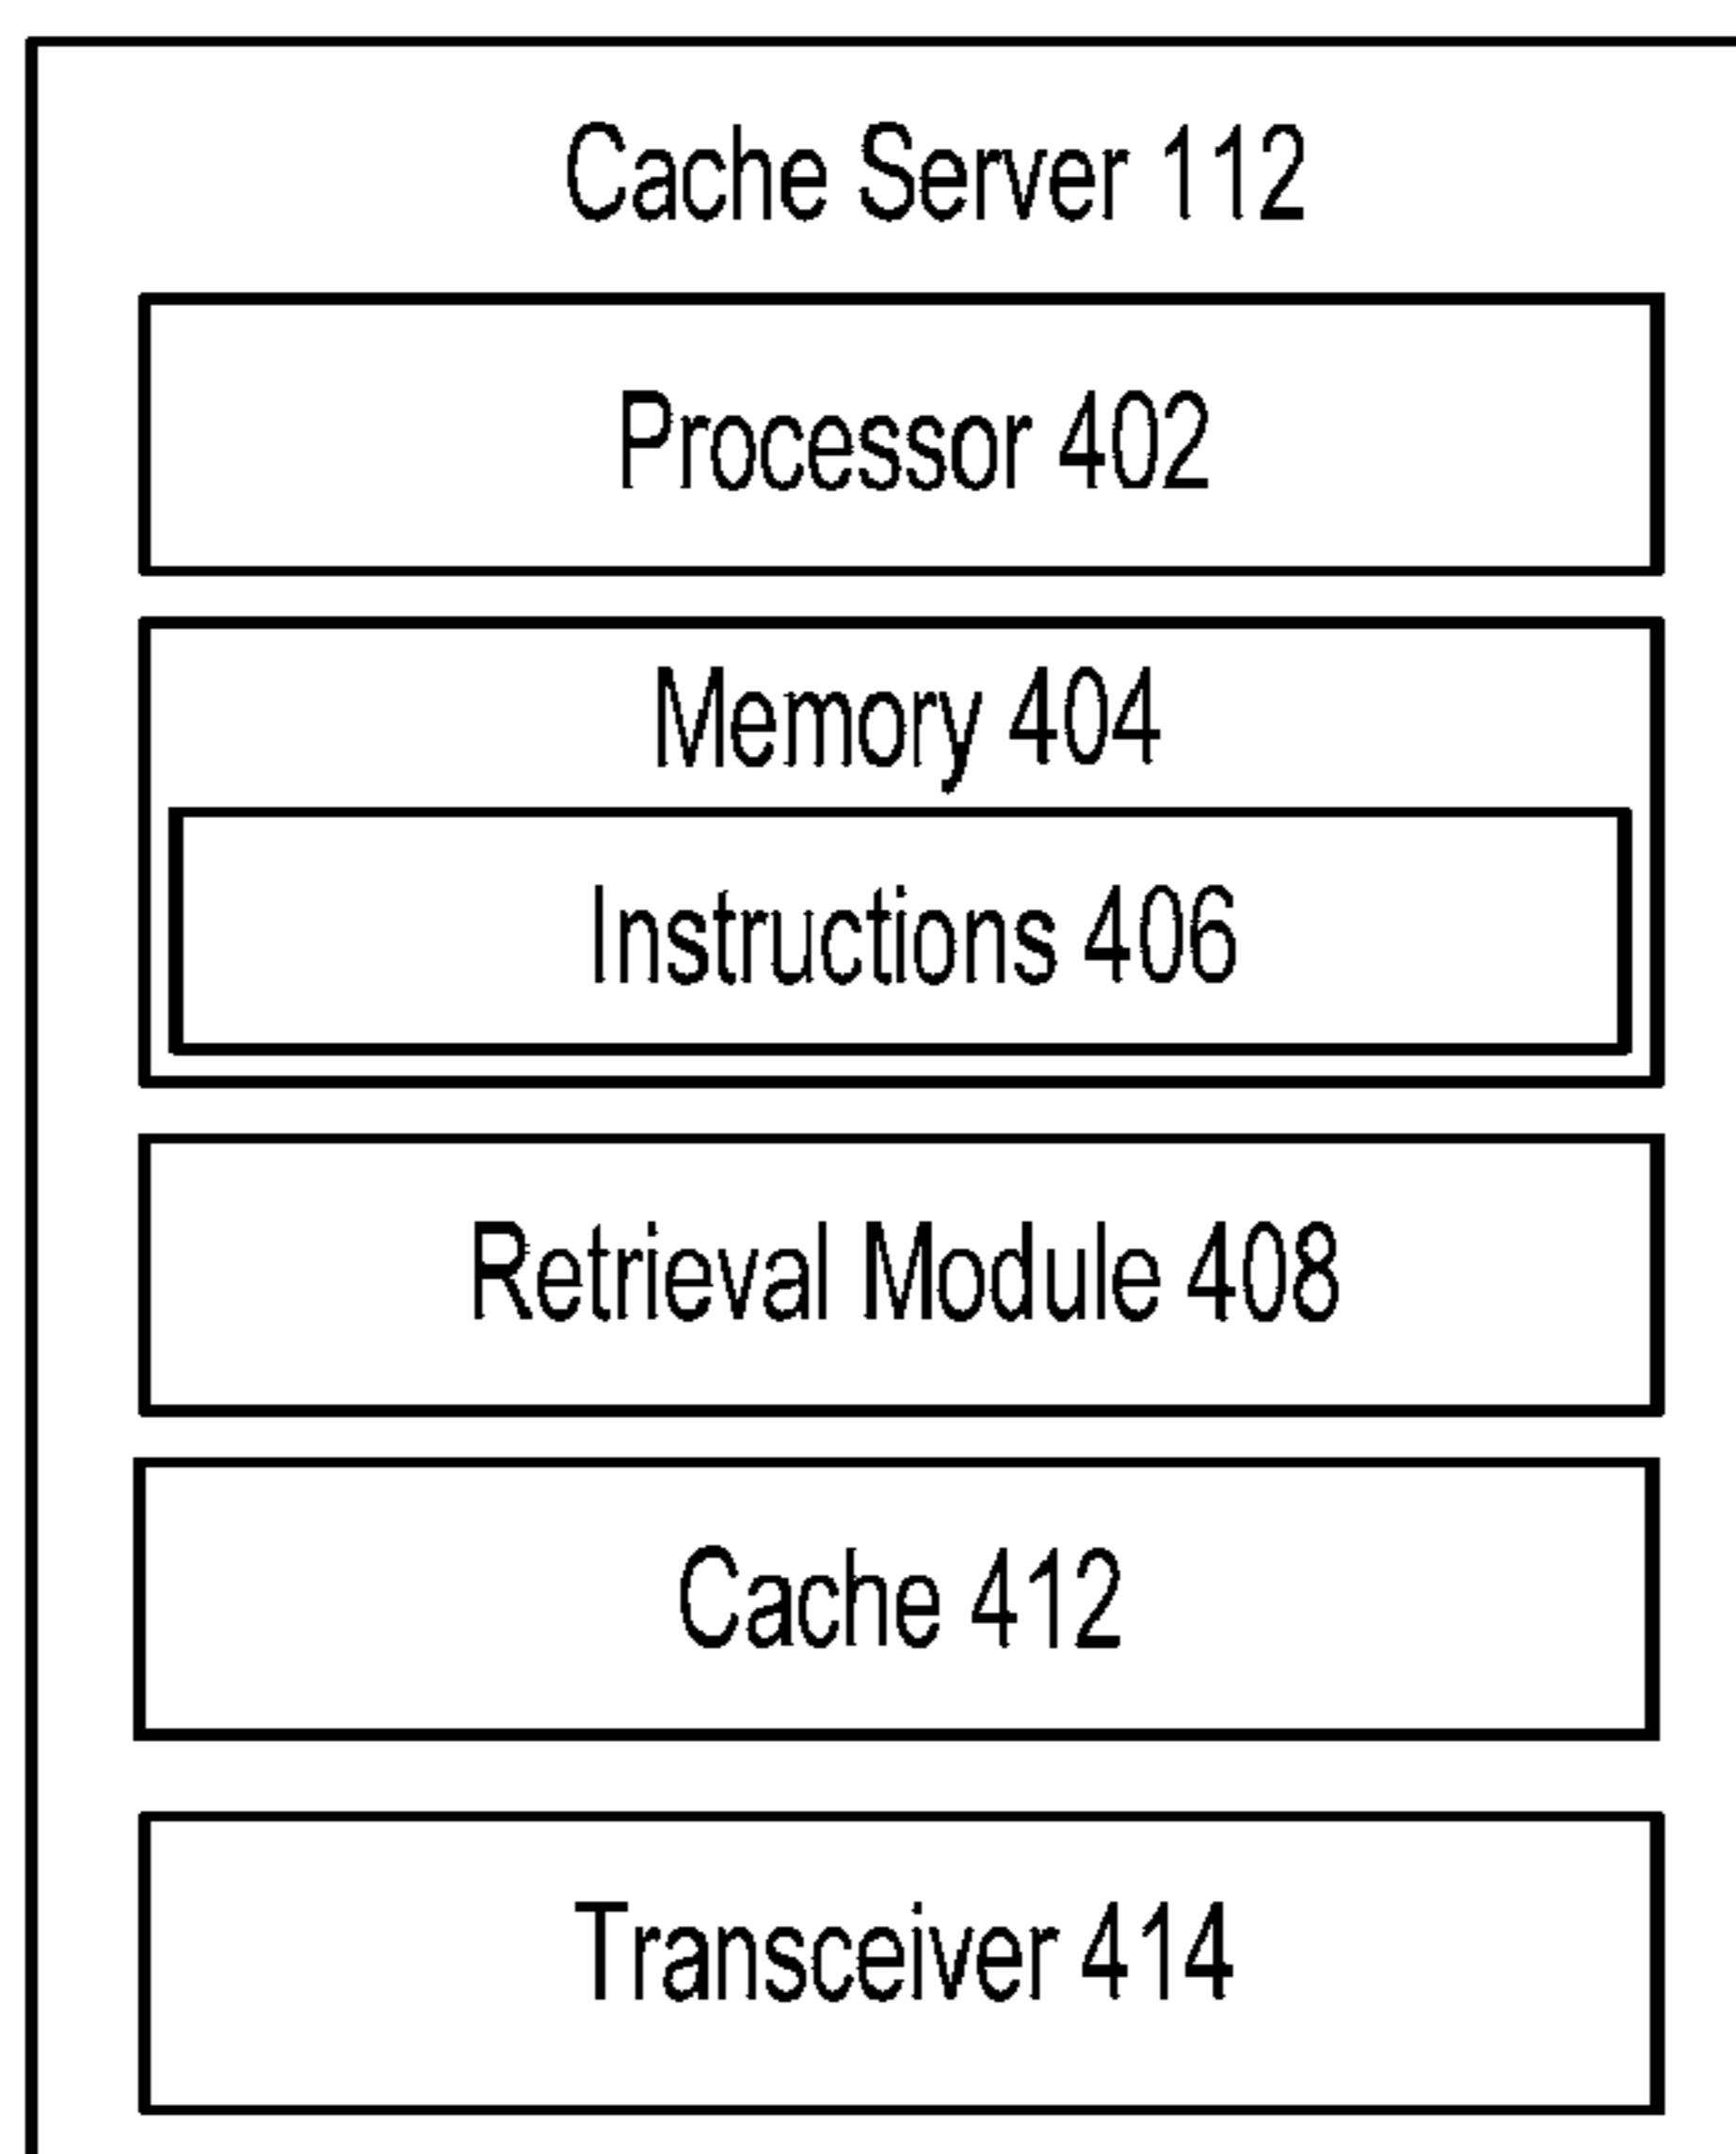 Cache Server 112
Processor 402
Memory 404
Instructions 406
Retrieval Module 408
Cache 412
Transceiver 414